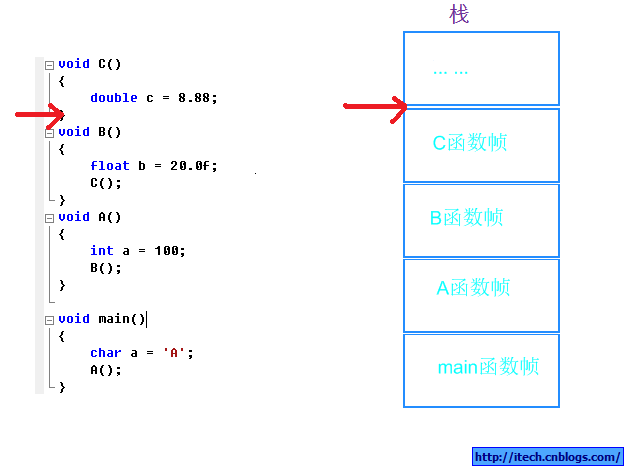 void C()
{
    double c = 8.88;
}
void B()
{
    float b = 20.0f;
    C();
}
void A()
{
    int a = 100;
    B();
}
void main()
{
    char a = 'A';
    A();
}
栈
... ...
C函数帧
B函数帧
A函数帧
main函数帧
http://itech.cnblogs.com/